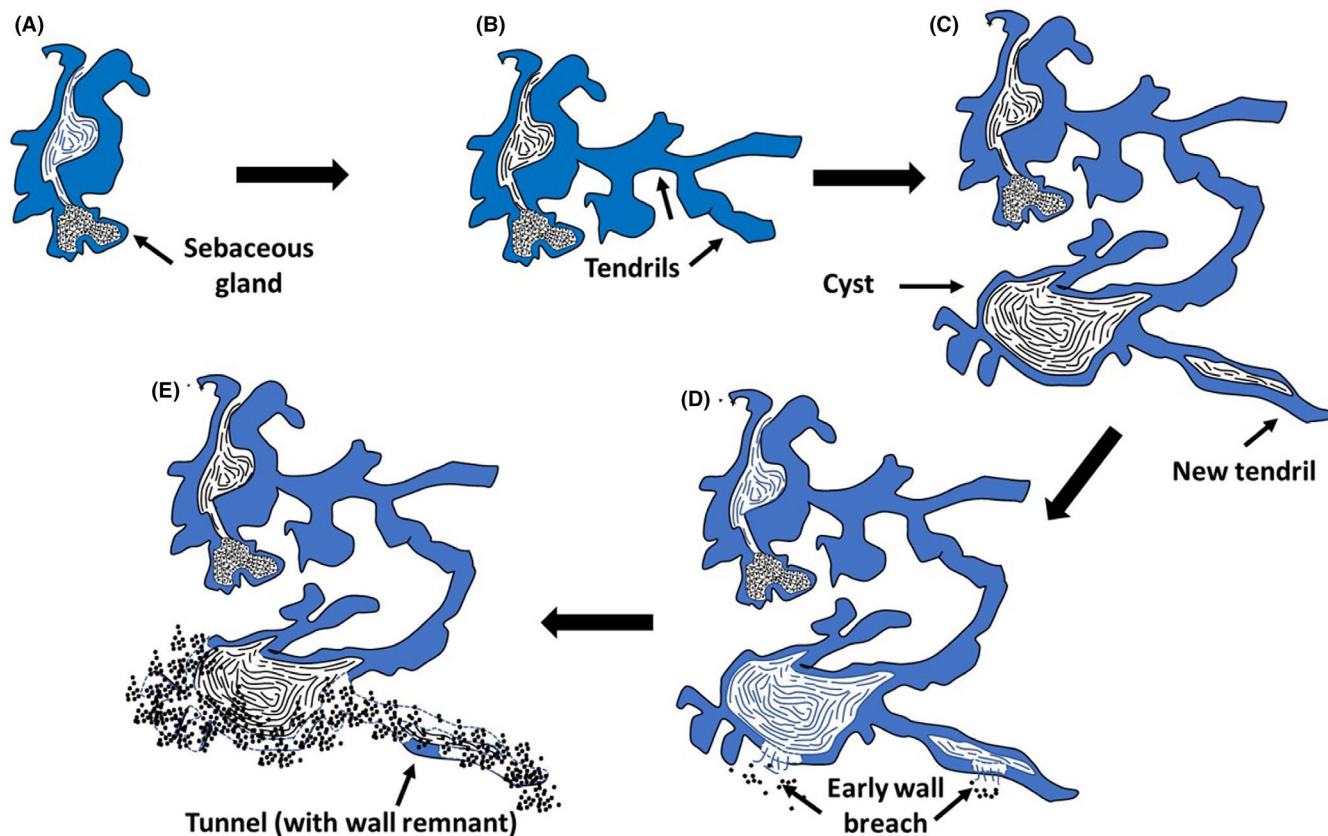 (A)
(B)
(C)
Sebaceous
gland
Tendrils
Cyst
New tendril
(D)
Early wall
breach
(E)
Tunnel (with wall remnant)